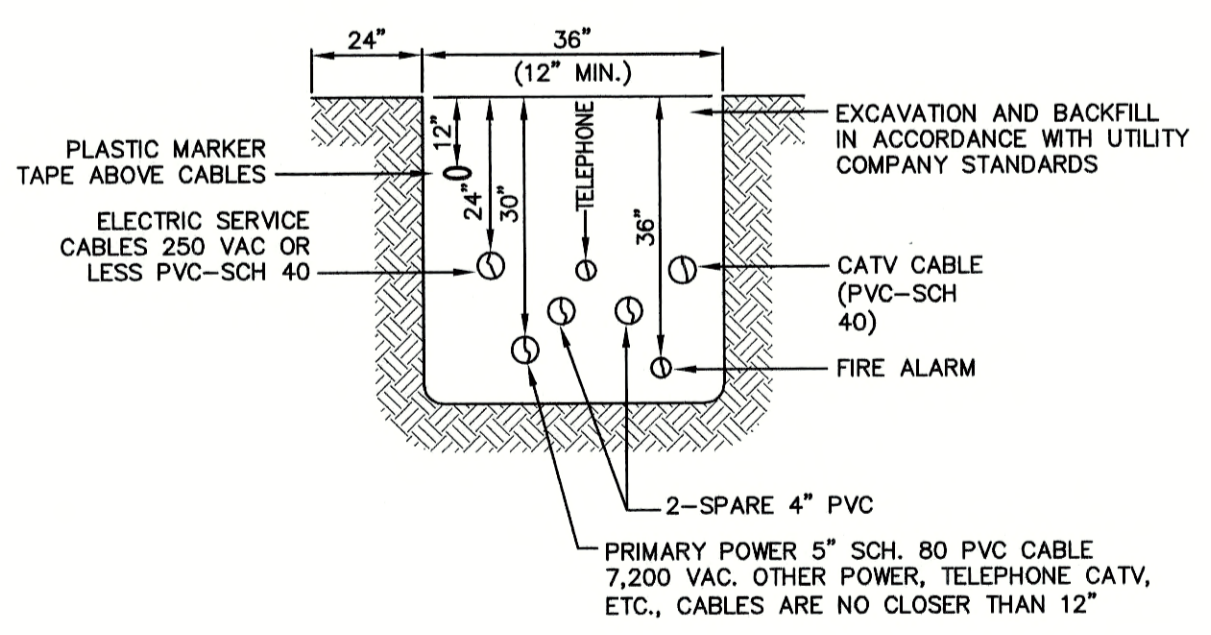 24"
36"
(12" MIN.)
EXCAVATION AND BACKFILL
IN ACCORDANCE WITH UTILITY
COMPANY STANDARDS
PLASTIC MARKER
TAPE ABOVE CABLES
12"
TELEPHONE
24"
30"
36"
ELECTRIC SERVICE
CABLES 250 VAC OR
LESS PVC-SCH 40
CATV CABLE
(PVC-SCH
40)
FIRE ALARM
2-SPARE 4" PVC
PRIMARY POWER 5" SCH. 80 PVC CABLE
7,200 VAC. OTHER POWER, TELEPHONE CATV,
ETC., CABLES ARE NO CLOSER THAN 12"